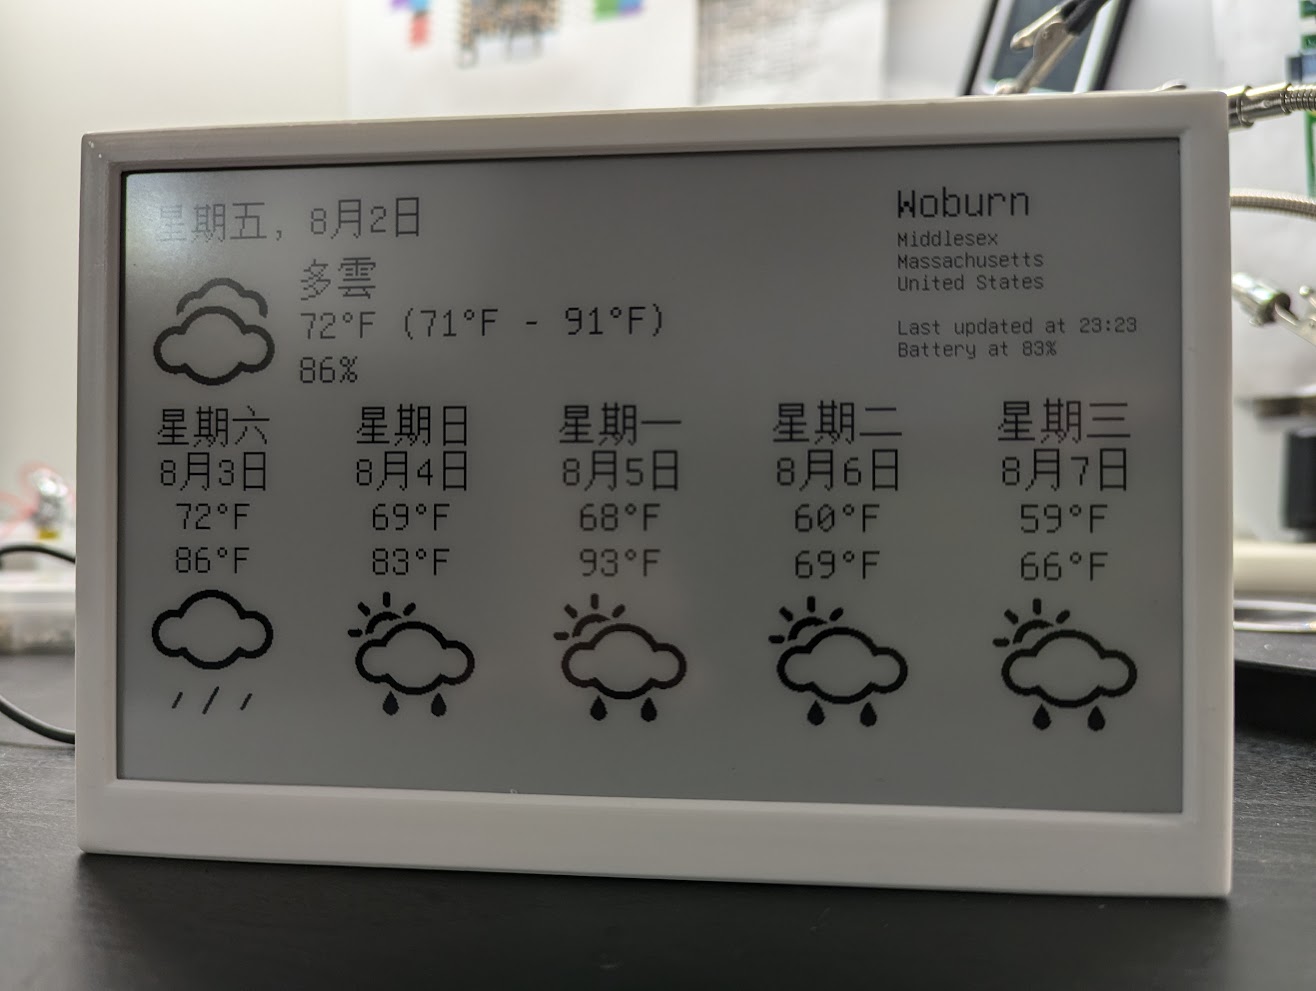 星期五, 8月2日
多雲
72°F (71°F - 91°F)
86%
Woburn
Middlesex
Massachusetts
United States
Last updated at 23:23
Battery at 83%
星期六 星期日 星期一 星期二 星期三
8月3日 8月4日 8月5日 8月6日 8月7日
72°F 69°F 68°F 60°F 59°F
86°F 83°F 93°F 69°F 66°F